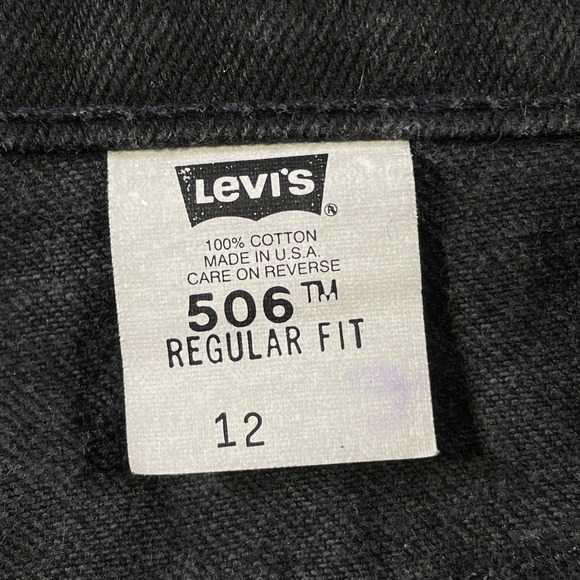 Levi's ®
100% COTTON
MADE IN U.S.A.
CARE ON REVERSE
506™
REGULAR FIT
12